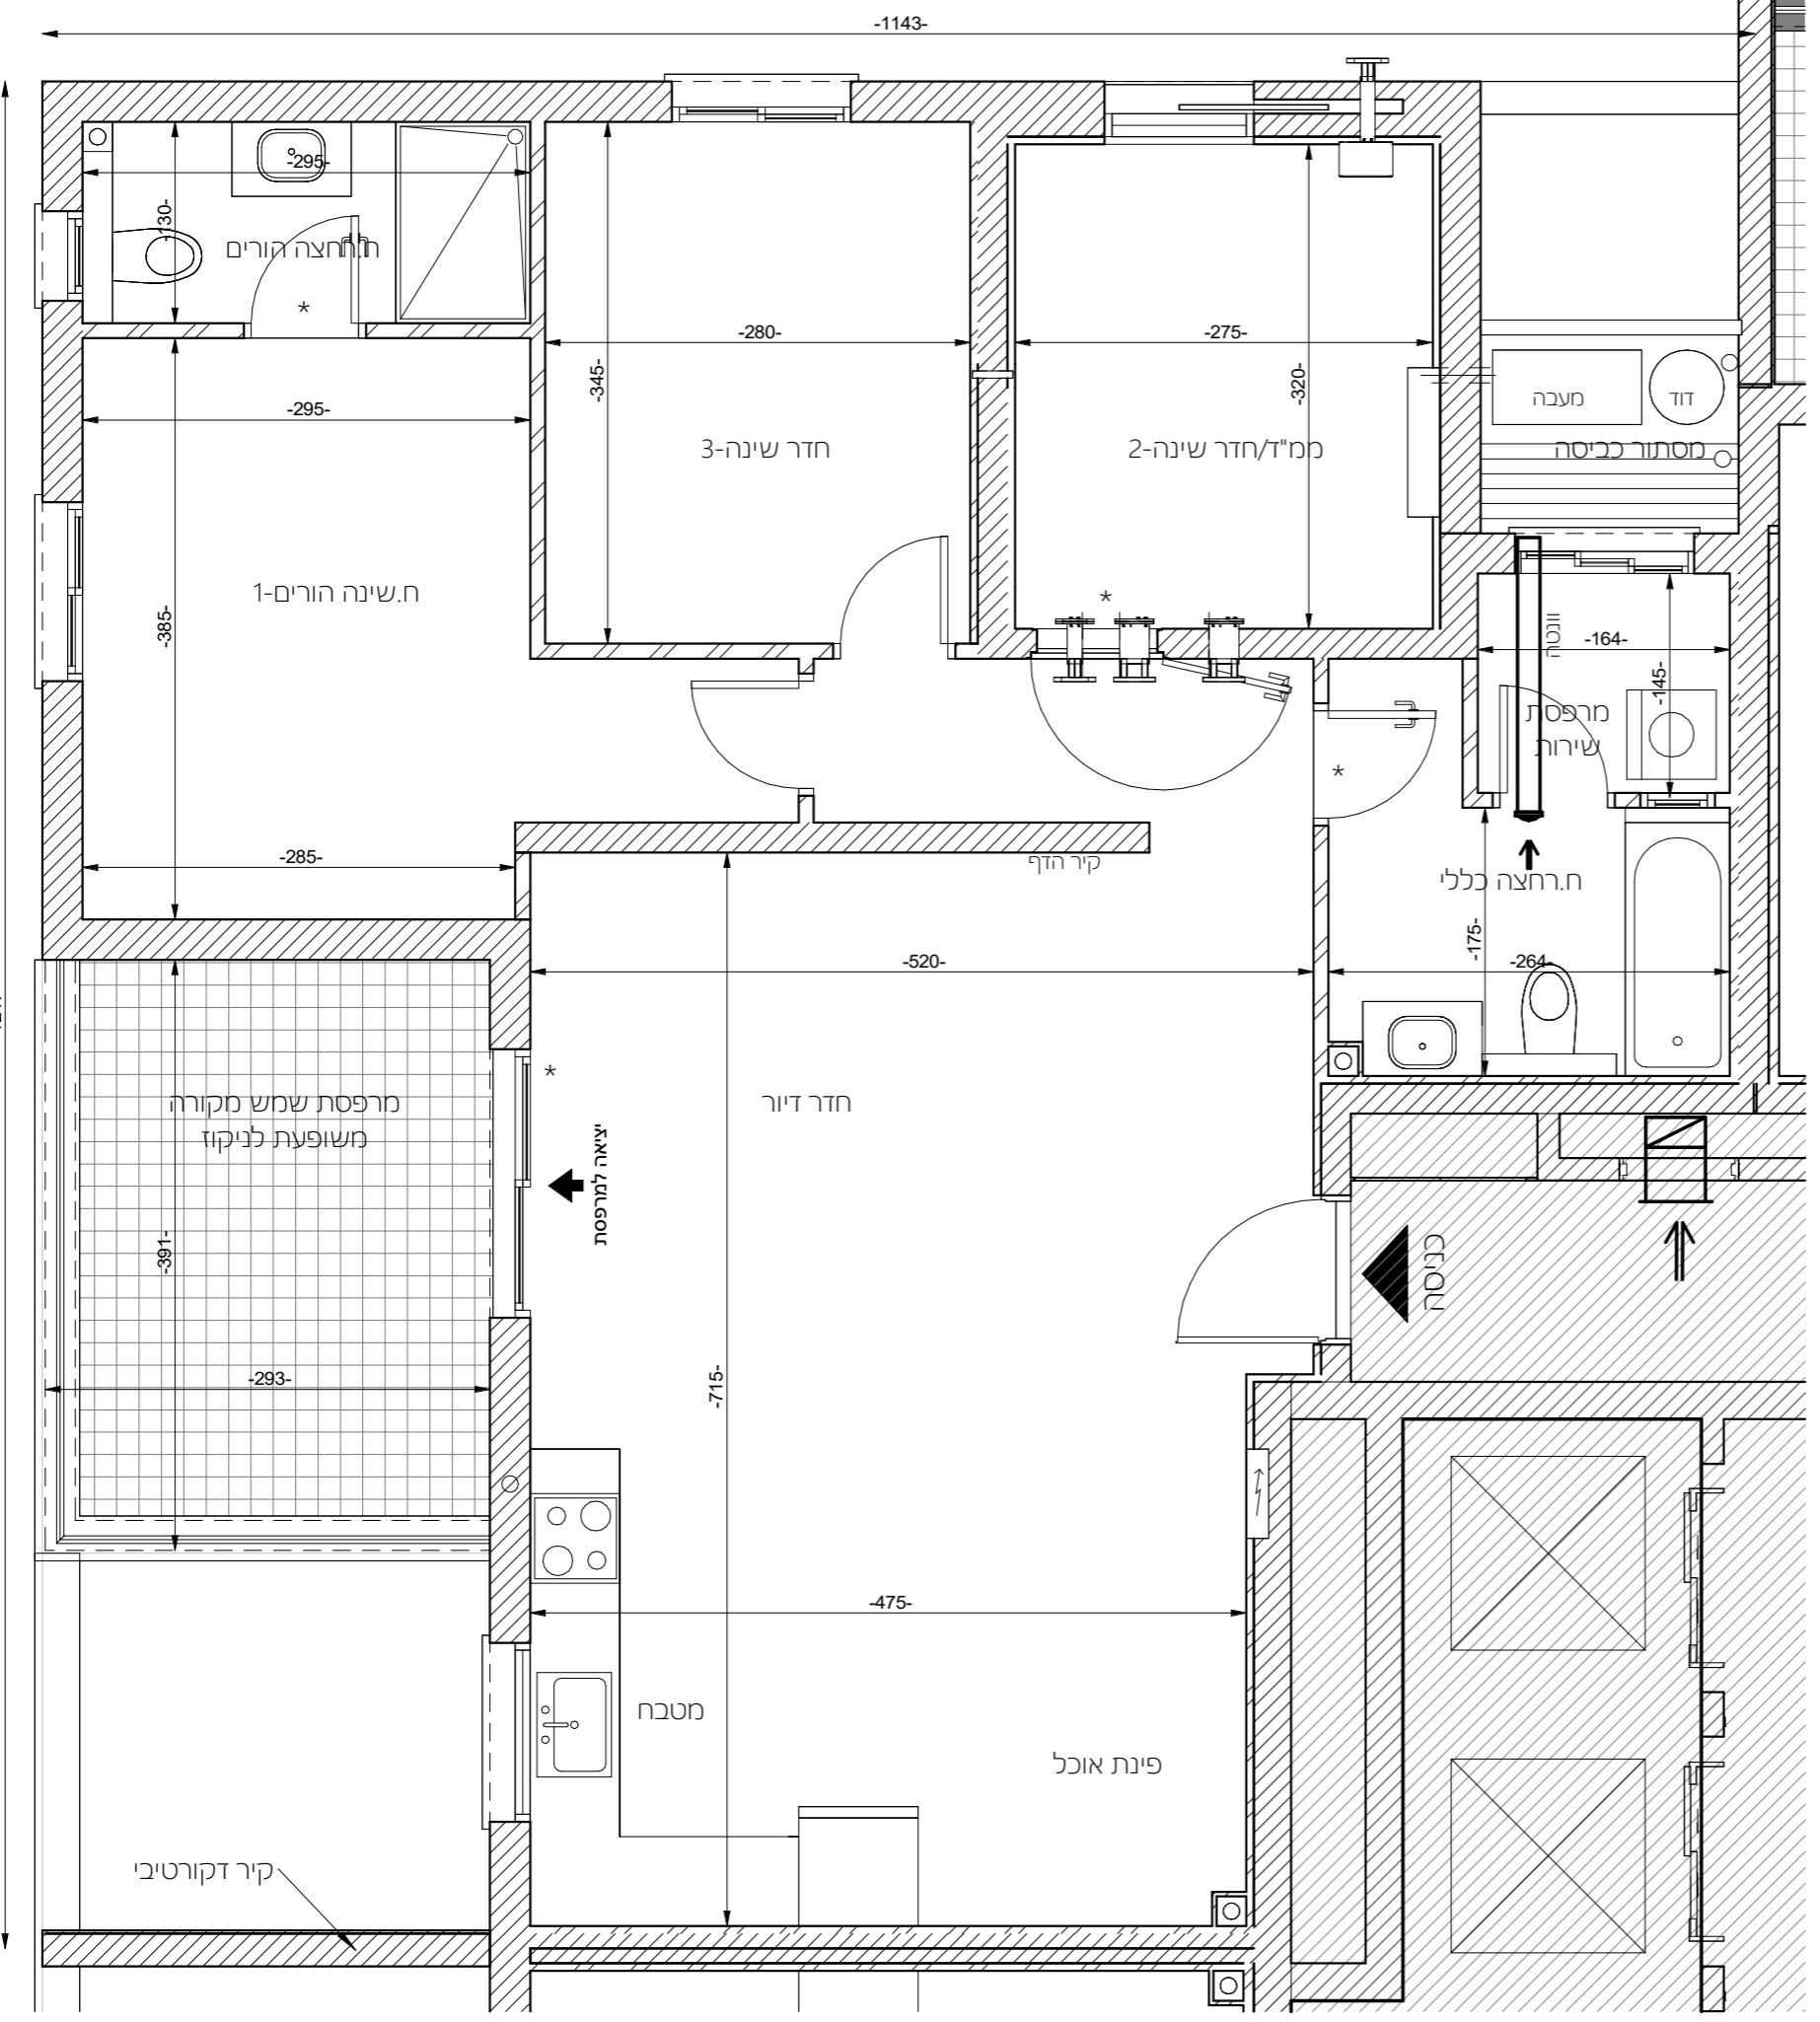 -1143-
-295-
-130-
ח.רחצה הורים
*
-280-
-345-
-275-
-320-
-295-
חדר שינה-3
ממ"ד/חדר שינה-2
מעבה
דוד
מסתור כביסה
ח.שינה הורים-1
-385-
*
וונטה
-164-
-145-
מרפסת
שירות
*
-285-
קיר הדף
ח.רחצה כללי
-175-
-264-
-520-
*
מרפסת שמש מקורה
משופעת לניקוז
חדר דיור
יציאה למרפסת
-391-
כניסה
-293-
-715-
-475-
מטבח
פינת אוכל
קיר דקורטיבי